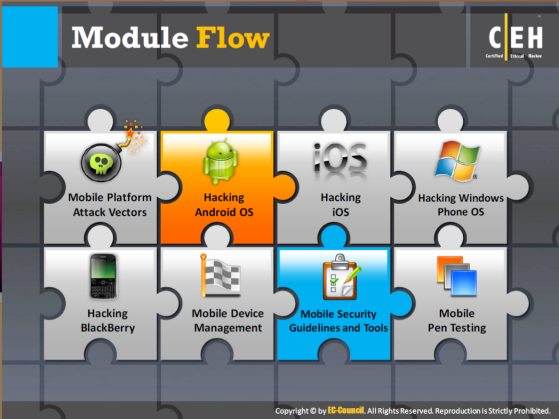 Module Flow
C|EH
Certified Ethical Hacker
Mobile Platform
Attack Vectors
Hacking
Android OS
iOS
Hacking
iOS
Hacking Windows
Phone OS
Hacking
BlackBerry
Mobile Device
Management
Mobile Security
Guidelines and Tools
Mobile
Pen Testing
Copyright © by EC-Council. All Rights Reserved. Reproduction is Strictly Prohibited.